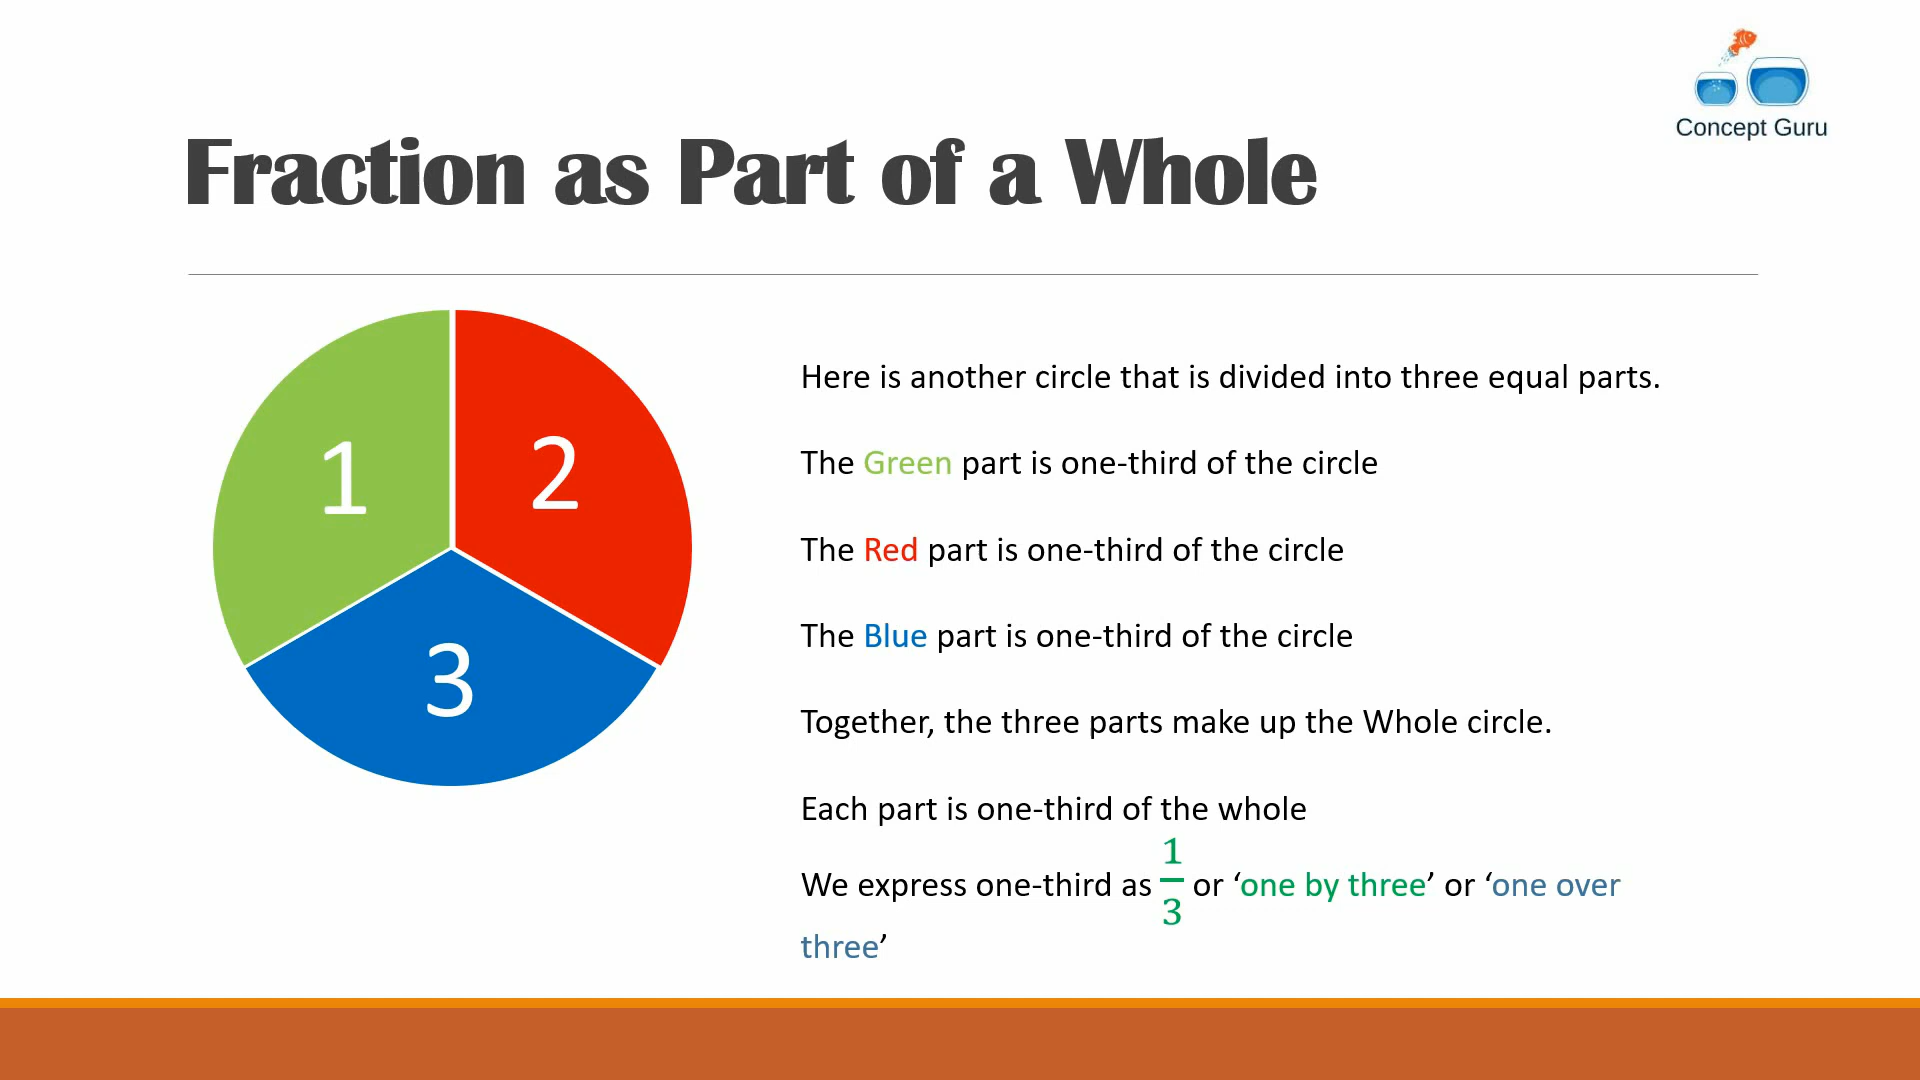 Concept Guru
Fraction as Part of a Whole
1
2
3
Here is another circle that is divided into three equal parts.
The Green part is one-third of the circle
The Red part is one-third of the circle
The Blue part is one-third of the circle
Together, the three parts make up the Whole circle.
Each part is one-third of the whole
We express one-third as 1/3 or ‘one by three’ or ‘one over
three’